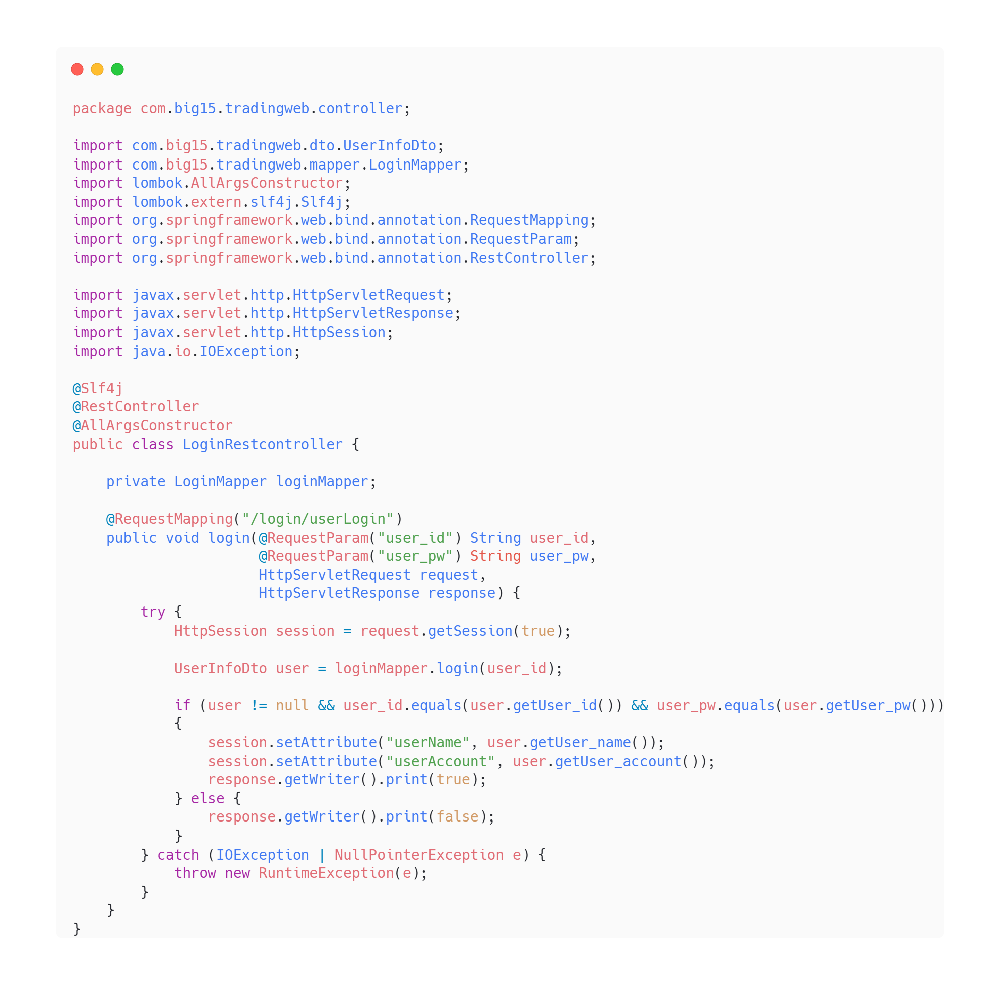 package com.big15.tradingweb.controller;

import com.big15.tradingweb.dto.UserInfoDto;
import com.big15.tradingweb.mapper.LoginMapper;
import lombok.AllArgsConstructor;
import lombok.extern.slf4j.Slf4j;
import org.springframework.web.bind.annotation.RequestMapping;
import org.springframework.web.bind.annotation.RequestParam;
import org.springframework.web.bind.annotation.RestController;

import javax.servlet.http.HttpServletRequest;
import javax.servlet.http.HttpServletResponse;
import javax.servlet.http.HttpSession;
import java.io.IOException;

@Slf4j
@RestController
@AllArgsConstructor
public class LoginRestcontroller {

    private LoginMapper loginMapper;

    @RequestMapping("/login/userLogin")
    public void login(@RequestParam("user_id") String user_id,
                      @RequestParam("user_pw") String user_pw,
                      HttpServletRequest request,
                      HttpServletResponse response) {
        try {
            HttpSession session = request.getSession(true);

            UserInfoDto user = loginMapper.login(user_id);

            if (user != null && user_id.equals(user.getUser_id()) && user_pw.equals(user.getUser_pw()))
            {
                session.setAttribute("userName", user.getUser_name());
                session.setAttribute("userAccount", user.getUser_account());
                response.getWriter().print(true);
            } else {
                response.getWriter().print(false);
            }
        } catch (IOException | NullPointerException e) {
            throw new RuntimeException(e);
        }
    }
}